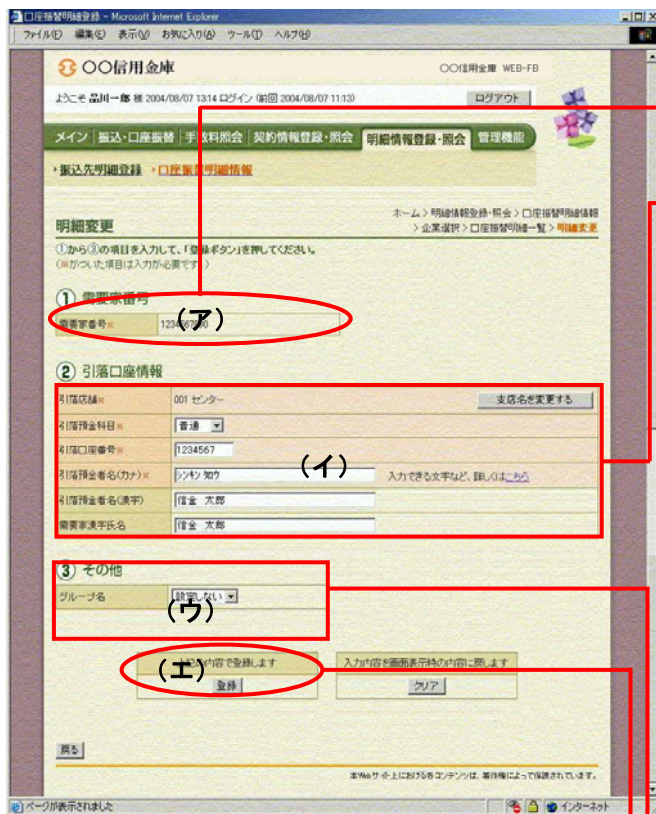 口座振替明細登録 - Microsoft Internet Explorer
ファイル(F) 編集(E) 表示(V) お気に入り(A) ツール(T) ヘルプ(H)
〇〇信用金庫
〇〇信用金庫 WEB-FB
ようこそ 品川一郎 様 2004/08/07 13:14 ログイン (前回 2004/08/07 11:13)
ログアウト
メイン 振込・口座振替 手数料照会 契約情報登録・照会 明細情報登録・照会 管理機能
振込先明細登録 口座振替明細情報
ホーム > 明細情報登録・照会 > 口座振替明細情報
> 企業選択 > 口座振替明細一覧 > 明細変更
明細変更
①から③の項目を入力して、「登録ボタン」を押してください。
(※がついた項目は入力が必要です。)
① 需要家番号
需要家番号※ 1234567890
(ア)
② 引落口座情報
引落店舗※ 001 センター 支店名を変更する
引落預金科目※ 普通
引落口座番号※ 1234567
引落預金者名(カナ)※ シンキン タロウ 入力できる文字など、詳しくはこちら
(イ)
引落預金者名(漢字) 信金 太郎
需要家漢字氏名 信金 太郎
③ その他
グループ名 設定しない
(ウ)
上記の内容で登録します 入力内容を画面表示時の内容に戻します
(エ)
登録 クリア
戻る
本Webサイト上におけるコンテンツは、著作権によって保護されています。
ページが表示されました インターネット